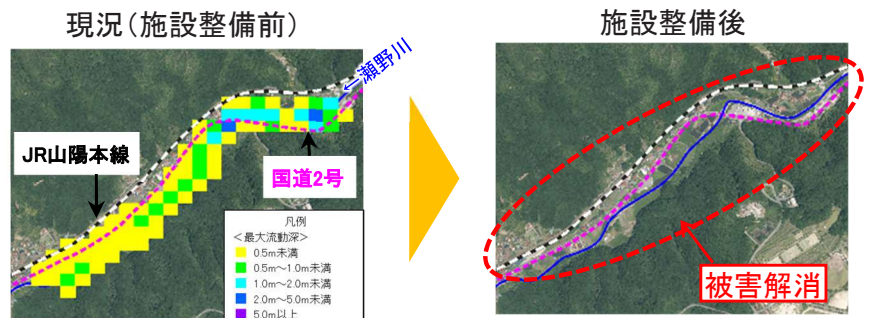 現況（施設整備前）
施設整備後
←瀬野川
JR山陽本線
国道2号
凡例
＜最大流動深＞
0.5m未満
0.5m～1.0m未満
1.0m～2.0m未満
2.0m～5.0m未満
5.0m以上
被害解消